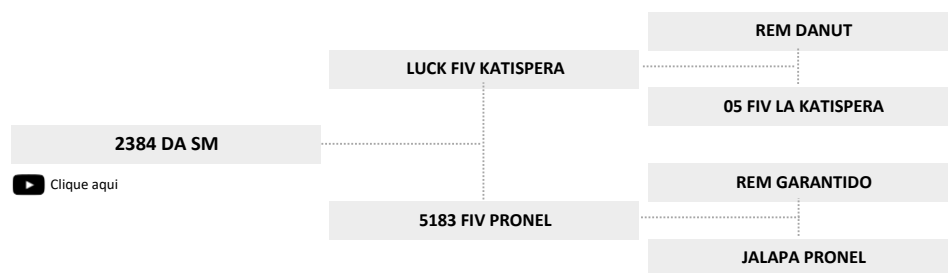 REM DANUT
LUCK FIV KATISPERA
05 FIV LA KATISPERA
2384 DA SM
Clique aqui
REM GARANTIDO
5183 FIV PRONEL
JALAPA PRONEL